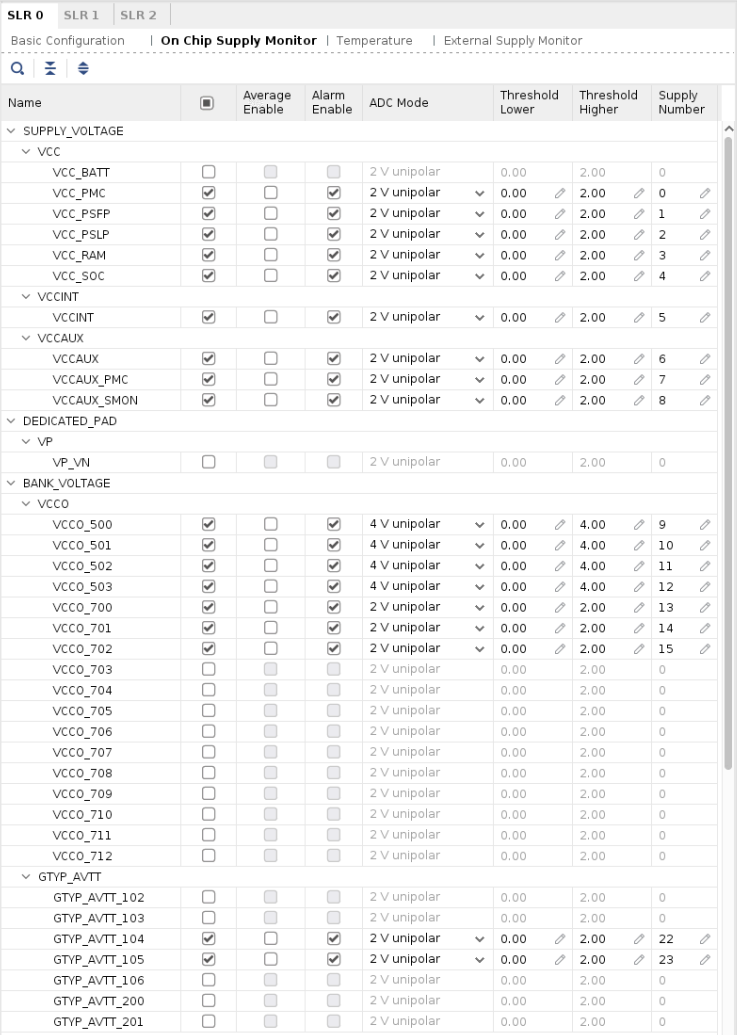 SLR 0 SLR 1 SLR 2
Basic Configuration | On Chip Supply Monitor | Temperature | External Supply Monitor
Name Average Enable Alarm Enable ADC Mode Threshold Lower Threshold Higher Supply Number
SUPPLY_VOLTAGE
VCC
VCC_BATT 2 V unipolar 0.00 2.00 0
VCC_PMC 2 V unipolar 0.00 2.00 0
VCC_PSFP 2 V unipolar 0.00 2.00 1
VCC_PSLP 2 V unipolar 0.00 2.00 2
VCC_RAM 2 V unipolar 0.00 2.00 3
VCC_SOC 2 V unipolar 0.00 2.00 4
VCCINT
VCCINT 2 V unipolar 0.00 2.00 5
VCCAUX
VCCAUX 2 V unipolar 0.00 2.00 6
VCCAUX_PMC 2 V unipolar 0.00 2.00 7
VCCAUX_SMON 2 V unipolar 0.00 2.00 8
DEDICATED_PAD
VP
VP_VN 2 V unipolar 0.00 2.00 0
BANK_VOLTAGE
VCCO
VCCO_500 4 V unipolar 0.00 4.00 9
VCCO_501 4 V unipolar 0.00 4.00 10
VCCO_502 4 V unipolar 0.00 4.00 11
VCCO_503 4 V unipolar 0.00 4.00 12
VCCO_700 2 V unipolar 0.00 2.00 13
VCCO_701 2 V unipolar 0.00 2.00 14
VCCO_702 2 V unipolar 0.00 2.00 15
VCCO_703 2 V unipolar 0.00 2.00 0
VCCO_704 2 V unipolar 0.00 2.00 0
VCCO_705 2 V unipolar 0.00 2.00 0
VCCO_706 2 V unipolar 0.00 2.00 0
VCCO_707 2 V unipolar 0.00 2.00 0
VCCO_708 2 V unipolar 0.00 2.00 0
VCCO_709 2 V unipolar 0.00 2.00 0
VCCO_710 2 V unipolar 0.00 2.00 0
VCCO_711 2 V unipolar 0.00 2.00 0
VCCO_712 2 V unipolar 0.00 2.00 0
GTYP_AVTT
GTYP_AVTT_102 2 V unipolar 0.00 2.00 0
GTYP_AVTT_103 2 V unipolar 0.00 2.00 0
GTYP_AVTT_104 2 V unipolar 0.00 2.00 22
GTYP_AVTT_105 2 V unipolar 0.00 2.00 23
GTYP_AVTT_106 2 V unipolar 0.00 2.00 0
GTYP_AVTT_200 2 V unipolar 0.00 2.00 0
GTYP_AVTT_201 2 V unipolar 0.00 2.00 0